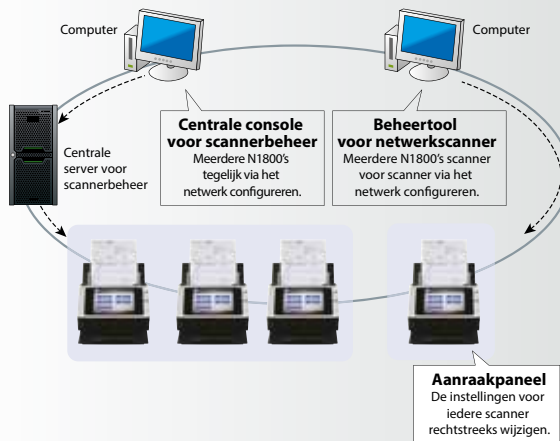 Computer
Computer
Centrale console
voor scannerbeheer
Meerdere N1800's
tegelijk via het
netwerk configureren.
Beheertool
voor netwerkscanner
Meerdere N1800's scanner
voor scanner via het
netwerk configureren.
Centrale
server voor
scannerbeheer
Aanraakpaneel
De instellingen voor
iedere scanner
rechtstreeks wijzigen.